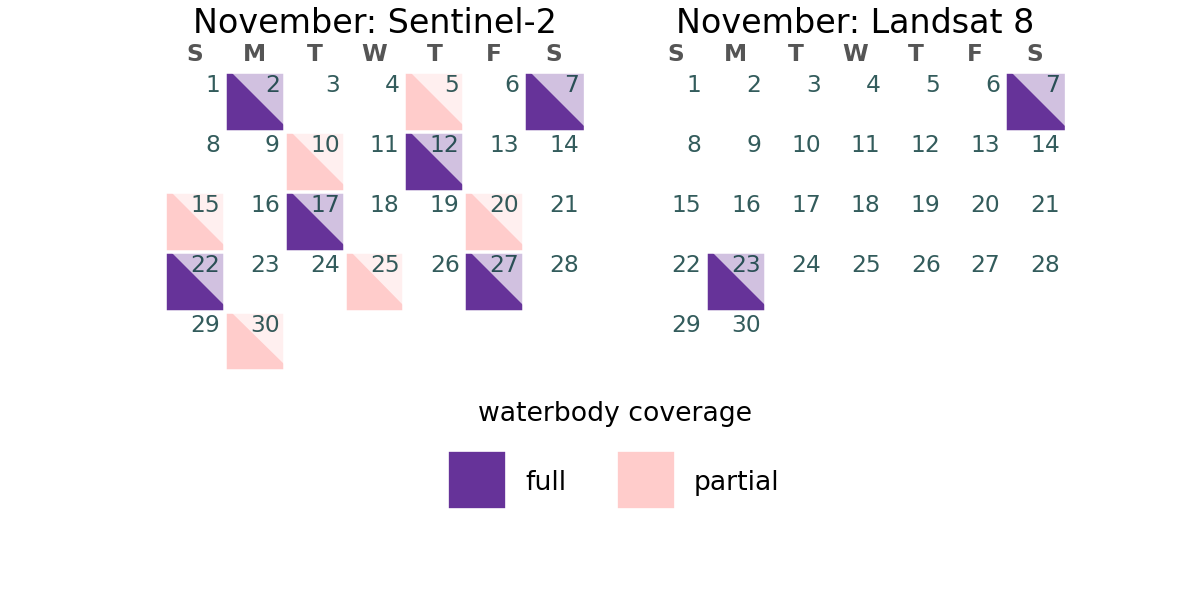 November: Sentinel-2
S M T W T F S
1 2 3 4 5 6 7
8 9 10 11 12 13 14
15 16 17 18 19 20 21
22 23 24 25 26 27 28
29 30
November: Landsat 8
S M T W T F S
1 2 3 4 5 6 7
8 9 10 11 12 13 14
15 16 17 18 19 20 21
22 23 24 25 26 27 28
29 30
waterbody coverage
full
partial